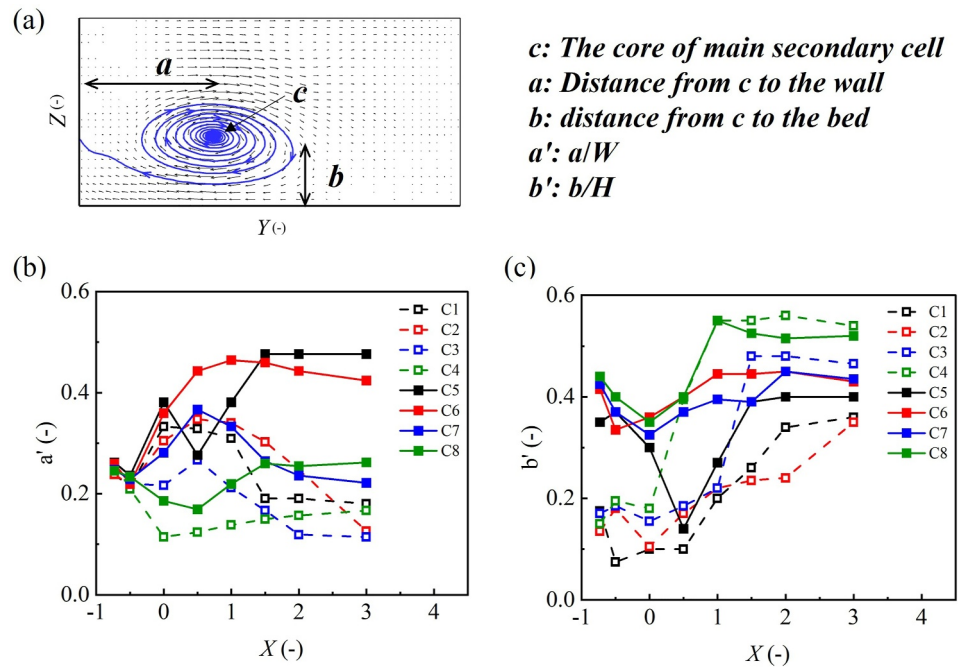 (a)
Z(-)
a
c
b
Y(-)
c: The core of main secondary cell
a: Distance from c to the wall
b: distance from c to the bed
a': a/W
b': b/H
(b)
a' (-)
0.6
0.4
0.2
0.0
-1 0 1 2 3 4
X (-)
C1
C2
C3
C4
C5
C6
C7
C8
(c)
b' (-)
0.6
0.4
0.2
0.0
-1 0 1 2 3 4
X (-)
C1
C2
C3
C4
C5
C6
C7
C8